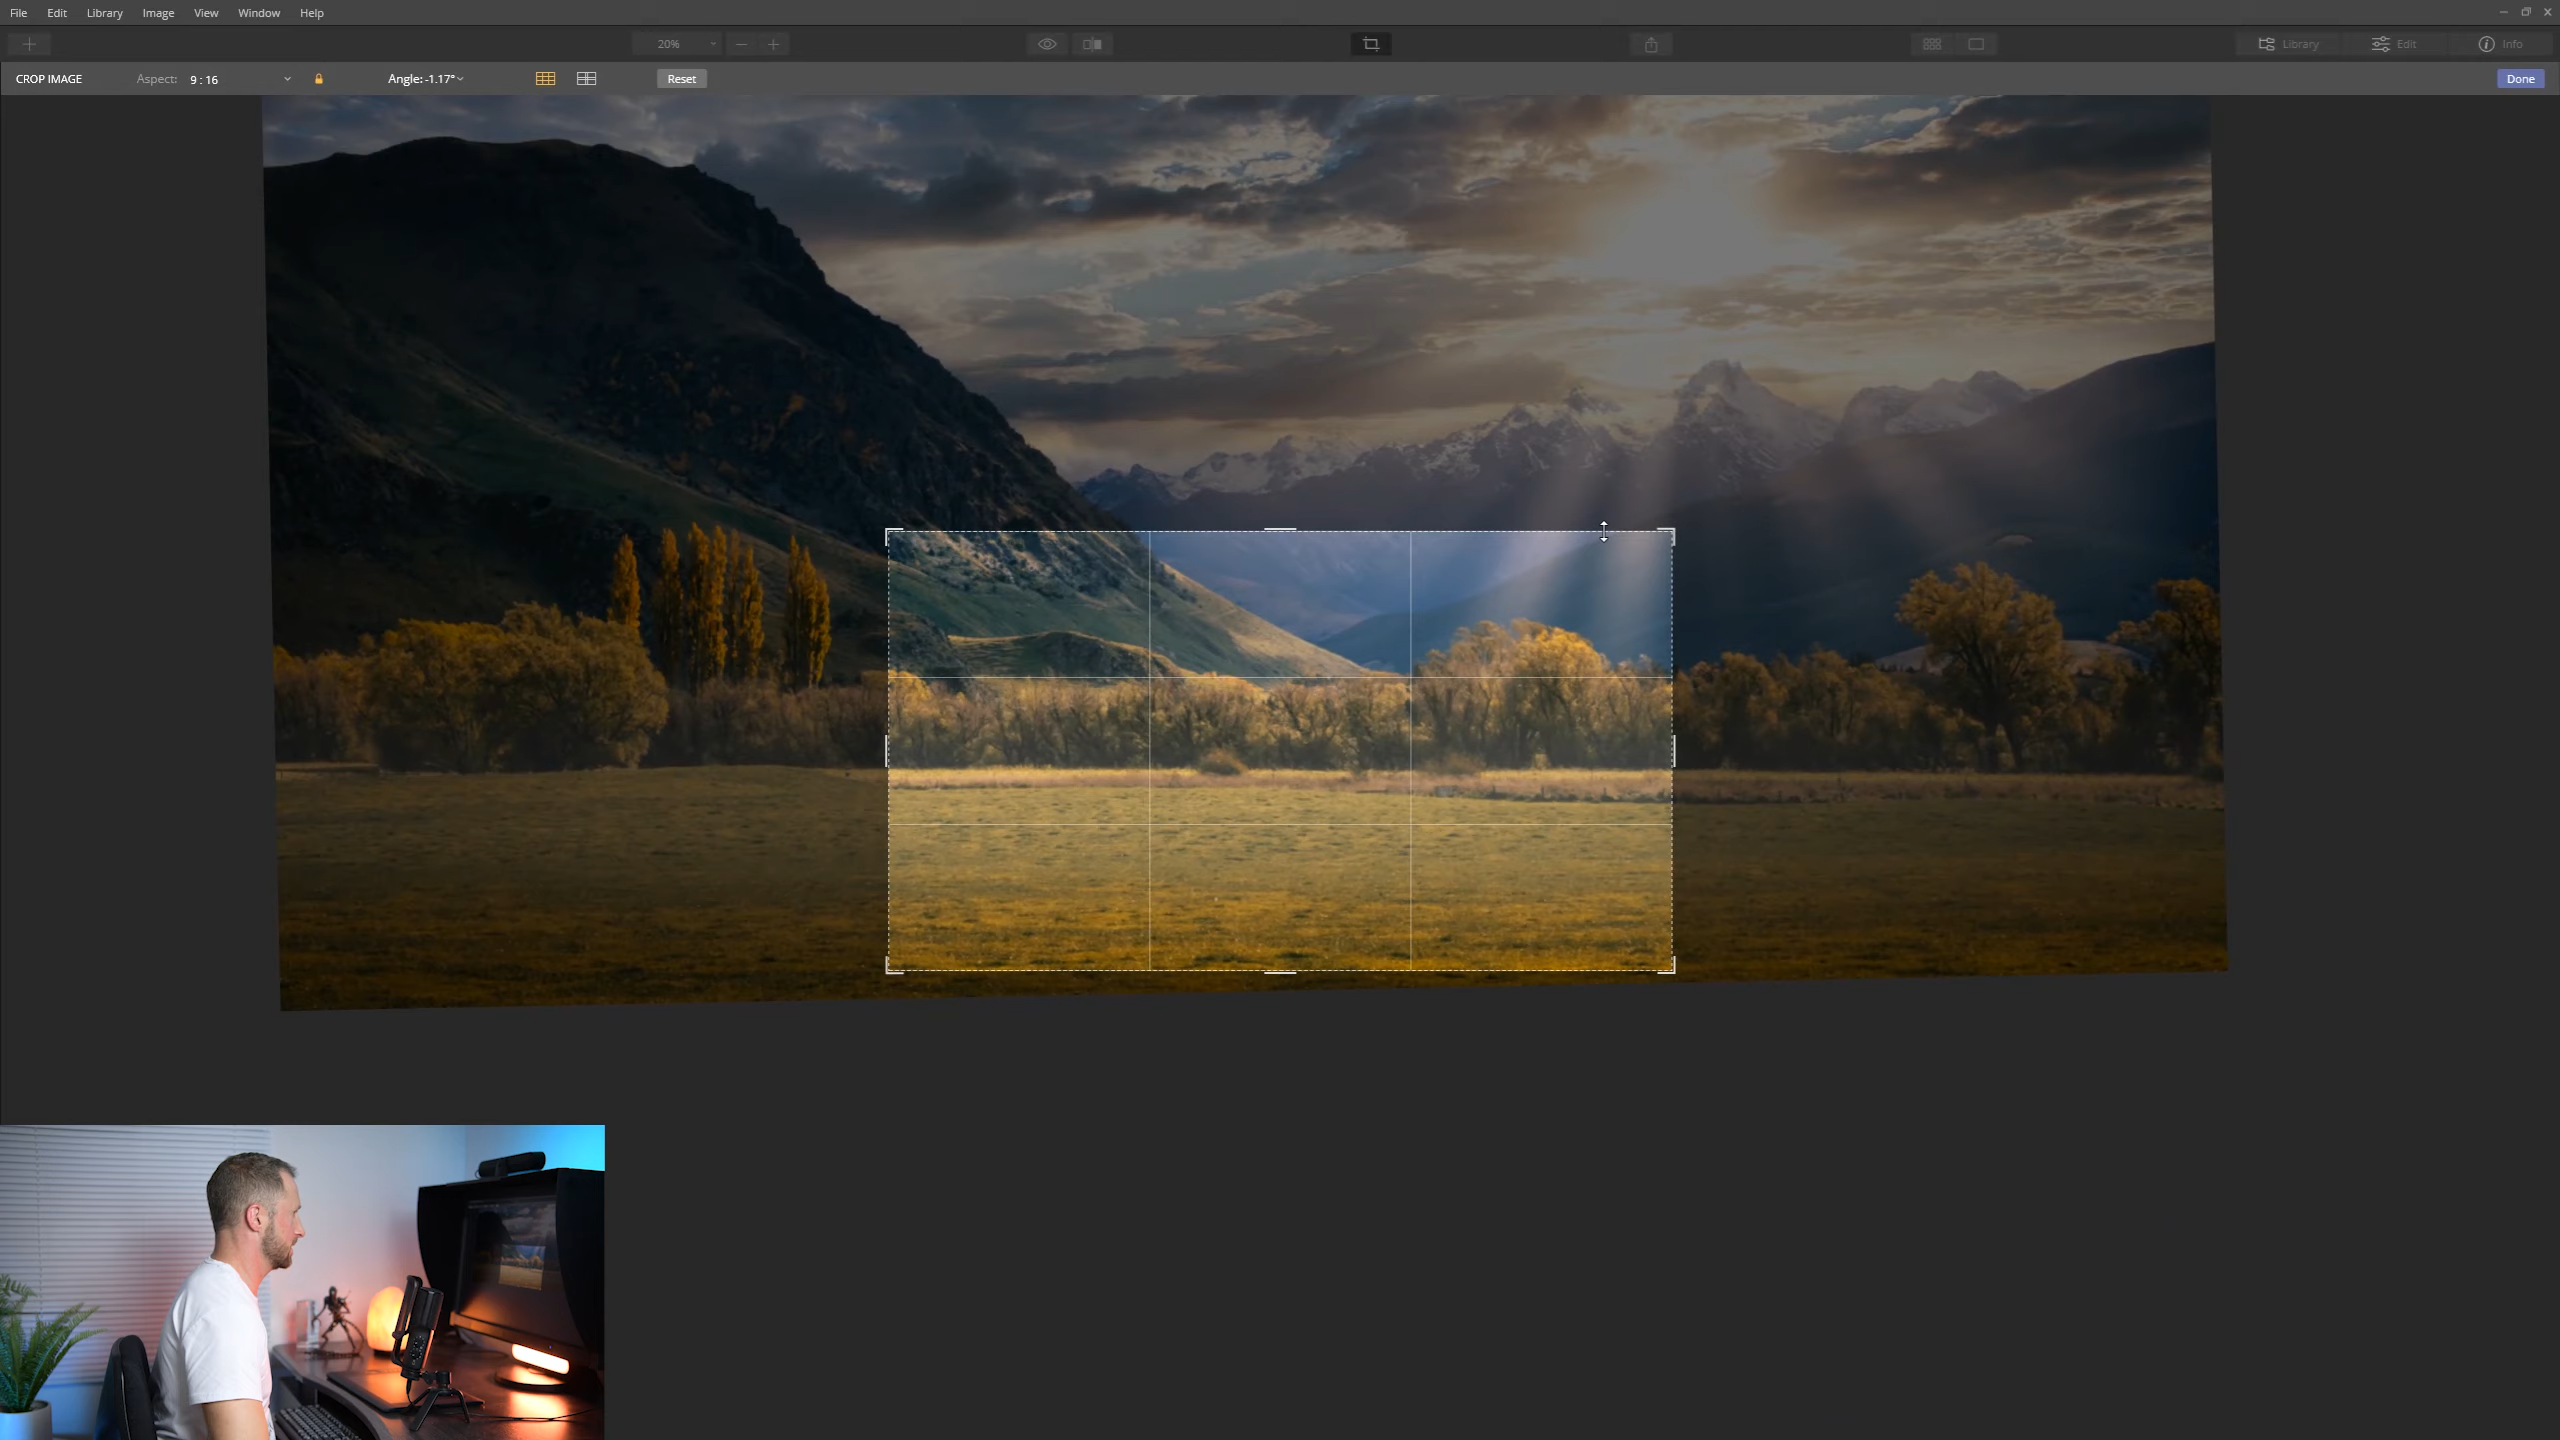 File Edit Library Image View Window Help
20% Library Edit Info
CROP IMAGE Aspect: 9 : 16 Angle: -1.17° Reset Done